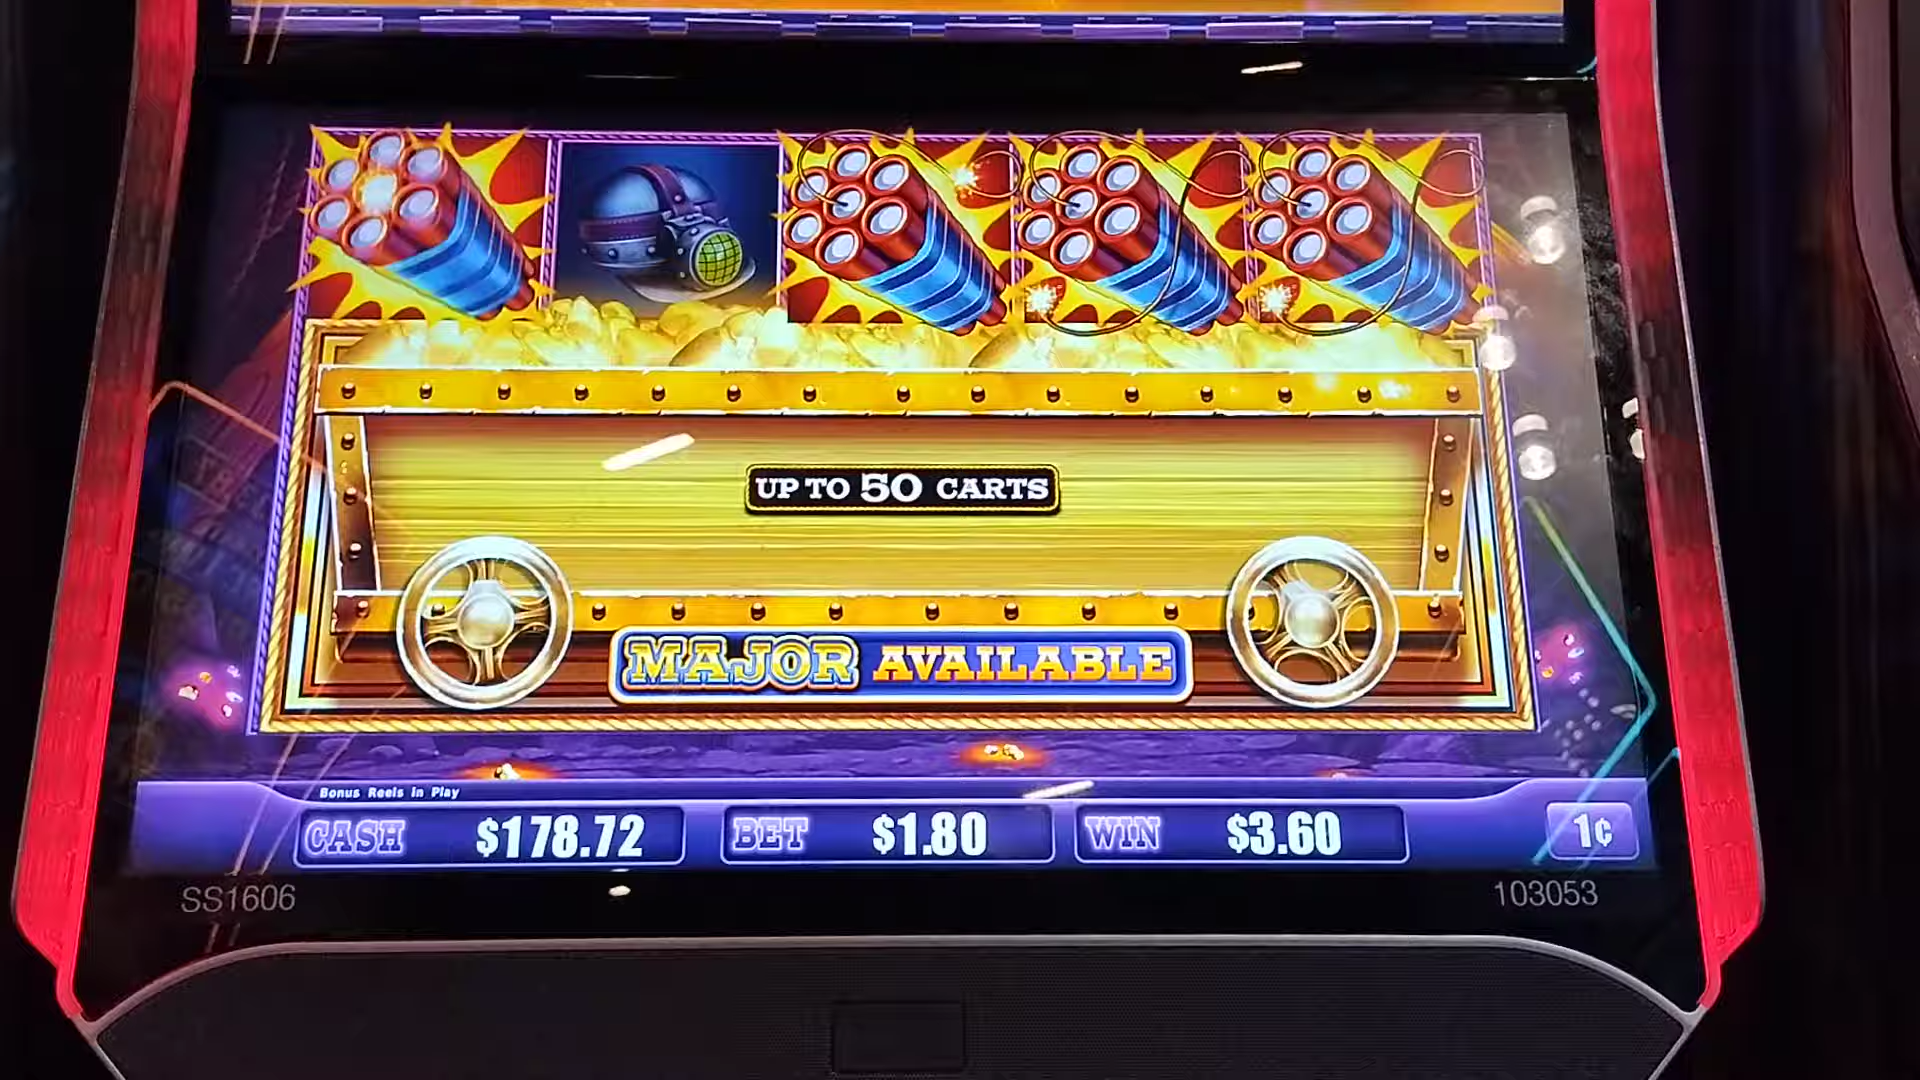 UP TO 50 CARTS
MAJOR AVAILABLE
Bonus Reels in Play
CASH $178.72 BET $1.80 WIN $3.60 1¢
SS1606 103053